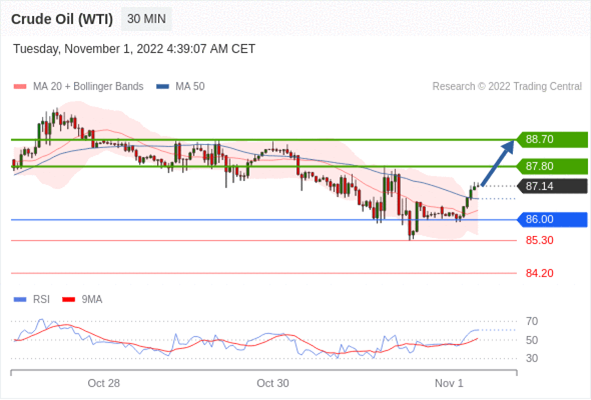 Crude Oil (WTI) 30 MIN
Tuesday, November 1, 2022 4:39:07 AM CET
MA 20 + Bollinger Bands MA 50 Research © 2022 Trading Central
88.70
87.80
87.14
86.00
85.30
84.20
RSI 9MA
70
50
30
Oct 28 Oct 30 Nov 1